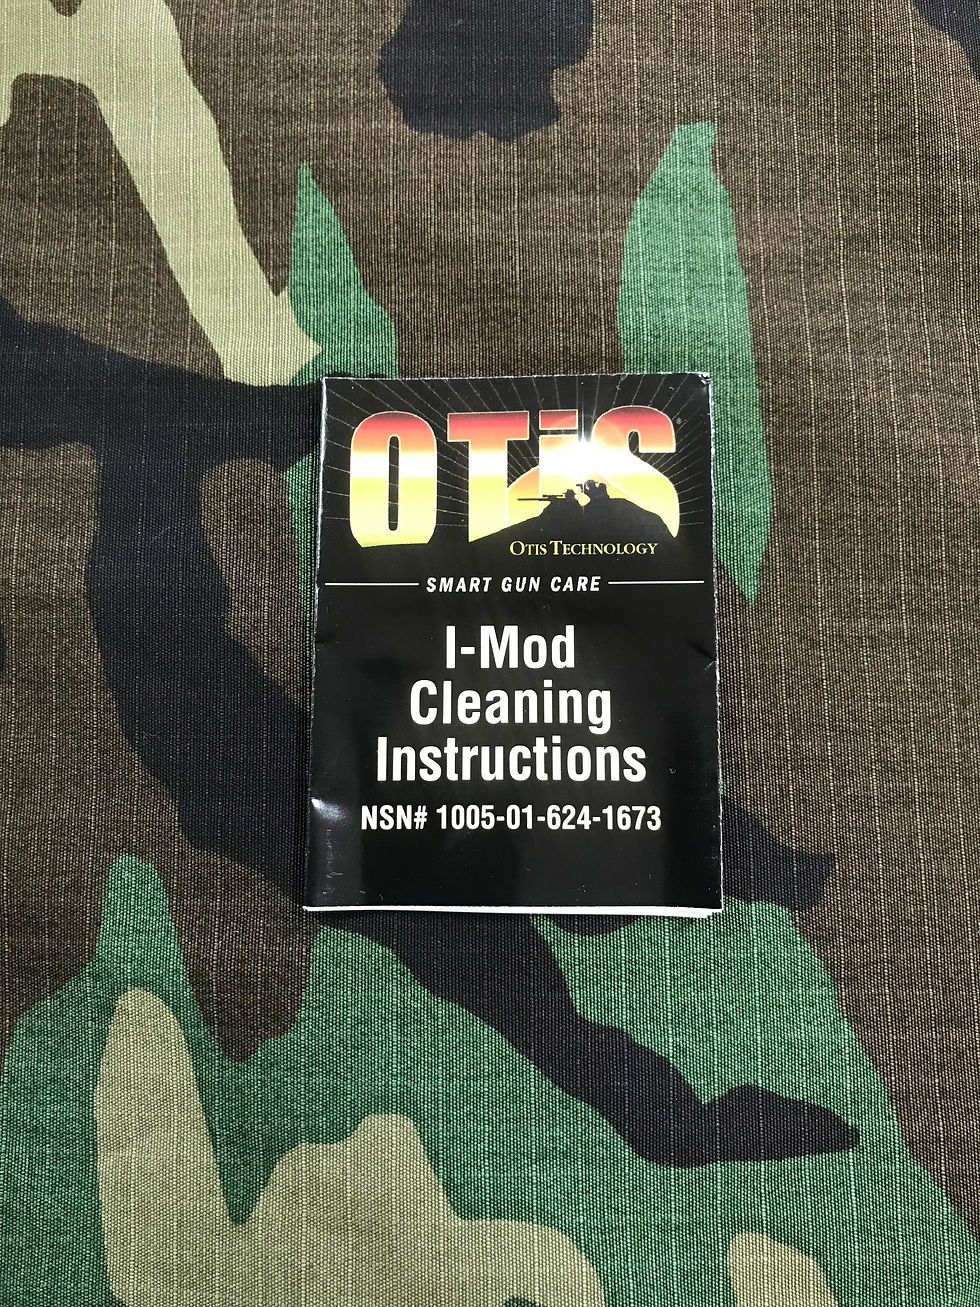 OTiS®
OTIS TECHNOLOGY
SMART GUN CARE
I-Mod
Cleaning
Instructions
NSN# 1005-01-624-1673